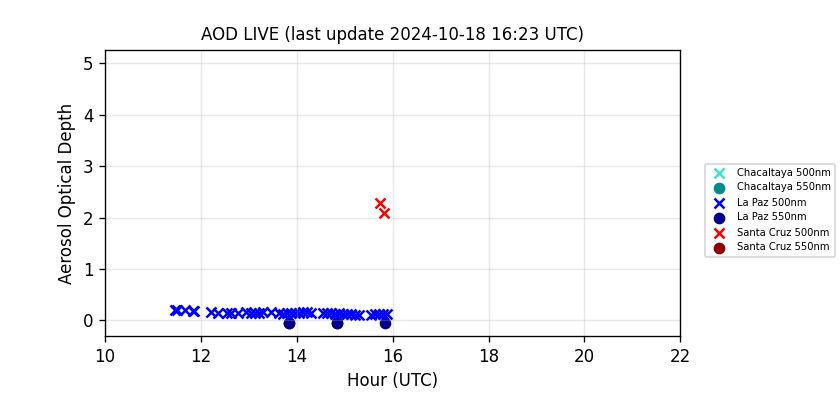 AOD LIVE (last update 2024-10-18 16:23 UTC)
5
4
3
2
1
0
Aerosol Optical Depth
10 12 14 16 18 20 22
Hour (UTC)
Chacaltaya 500nm
Chacaltaya 550nm
La Paz 500nm
La Paz 550nm
Santa Cruz 500nm
Santa Cruz 550nm